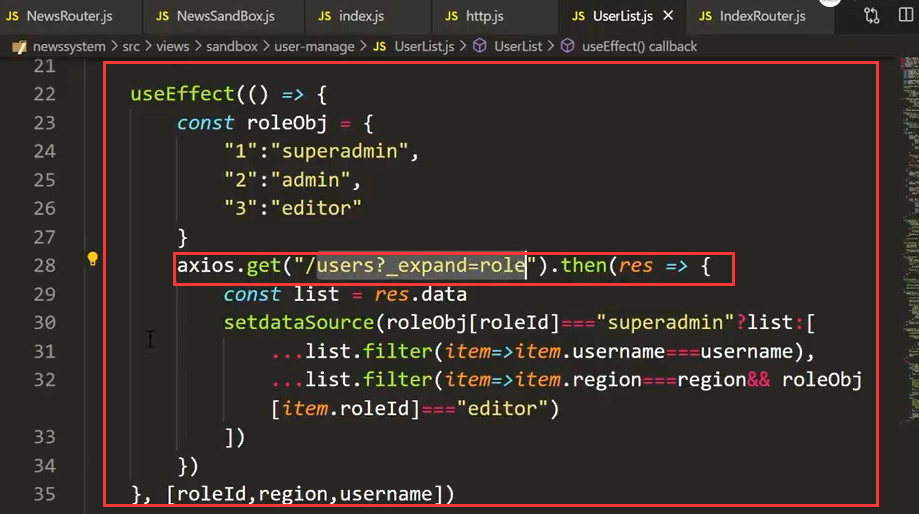 JS NewsRouter.js JS NewsSandBox.js JS index.js JS http.js JS UserList.js × JS IndexRouter.js
newssystem > src > views > sandbox > user-manage > JS UserList.js > UserList > useEffect() callback
21
22 useEffect(() => {
23 const roleObj = {
24 "1":"superadmin",
25 "2":"admin",
26 "3":"editor"
27 }
28 axios.get("/users?_expand=role").then(res => {
29 const list = res.data
30 setdataSource(roleObj[roleId]==="superadmin"?list:[
31 ...list.filter(item=>item.username===username),
32 ...list.filter(item=>item.region===region&& roleObj
[item.roleId]==="editor")
33 ])
34 })
35 }, [roleId,region,username])